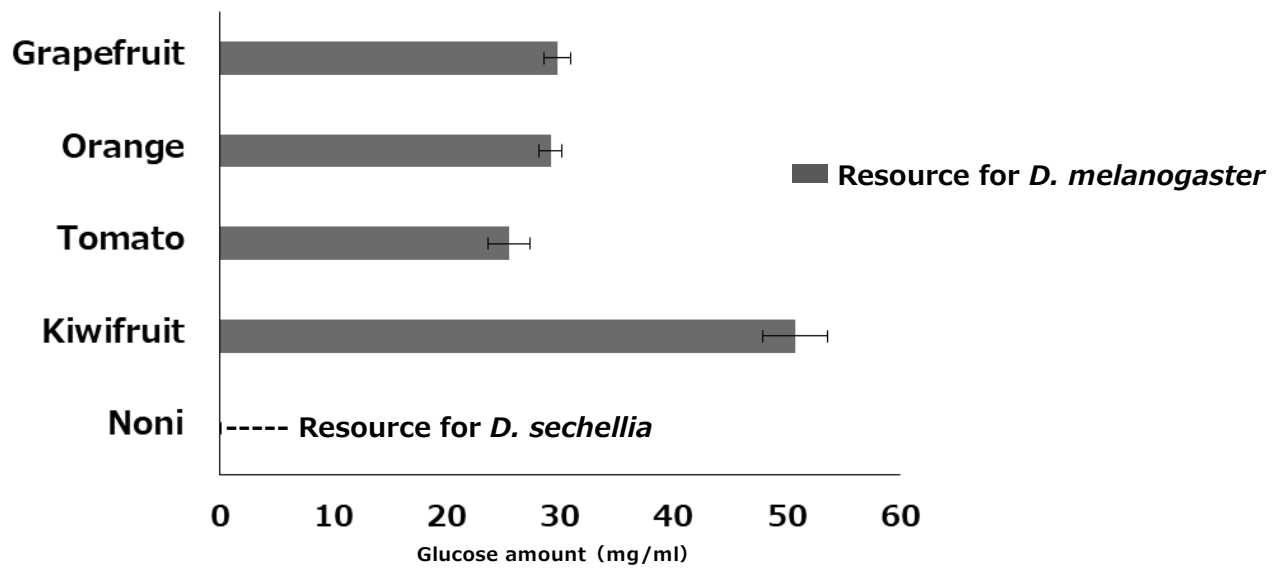 Grapefruit
Orange
Resource for D. melanogaster
Tomato
Kiwifruit
Noni
Resource for D. sechellia
0 10 20 30 40 50 60
Glucose amount（mg/ml）